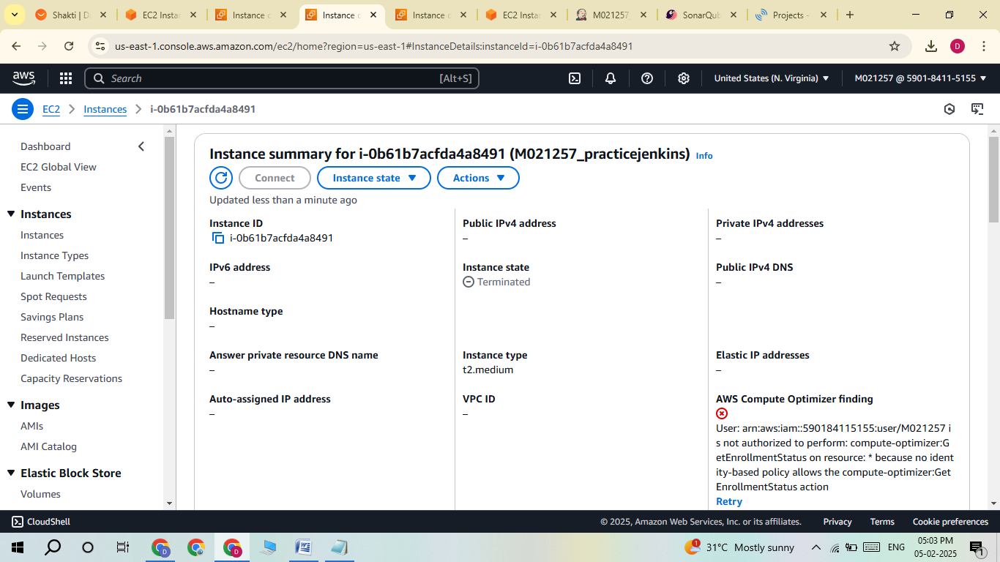 Shakti | D
EC2 Instan
Instance d
Instance d
Instance d
EC2 Instan
M021257
SonarQub
Projects -
us-east-1.console.aws.amazon.com/ec2/home?region=us-east-1#InstanceDetails:instanceId=i-0b61b7acfda4a8491
D
aws
Search
[Alt+S]
United States (N. Virginia)
M021257 @ 5901-8411-5155
EC2
Instances
i-0b61b7acfda4a8491
Dashboard
EC2 Global View
Events
Instances
Instances
Instance Types
Launch Templates
Spot Requests
Savings Plans
Reserved Instances
Dedicated Hosts
Capacity Reservations
Images
AMIs
AMI Catalog
Elastic Block Store
Volumes
Instance summary for i-0b61b7acfda4a8491 (M021257_practicejenkins) Info
Connect
Instance state
Actions
Updated less than a minute ago
Instance ID
i-0b61b7acfda4a8491
Public IPv4 address
–
Private IPv4 addresses
–
IPv6 address
–
Instance state
Terminated
Public IPv4 DNS
–
Hostname type
–
Answer private resource DNS name
–
Instance type
t2.medium
Elastic IP addresses
–
Auto-assigned IP address
–
VPC ID
–
AWS Compute Optimizer finding
User: arn:aws:iam::590184115155:user/M021257 i
s not authorized to perform: compute-optimizer:G
etEnrollmentStatus on resource: * because no ident
ity-based policy allows the compute-optimizer:Get
EnrollmentStatus action
Retry
CloudShell
© 2025, Amazon Web Services, Inc. or its affiliates.
Privacy
Terms
Cookie preferences
31°C Mostly sunny
ENG
05:03 PM
05-02-2025
1